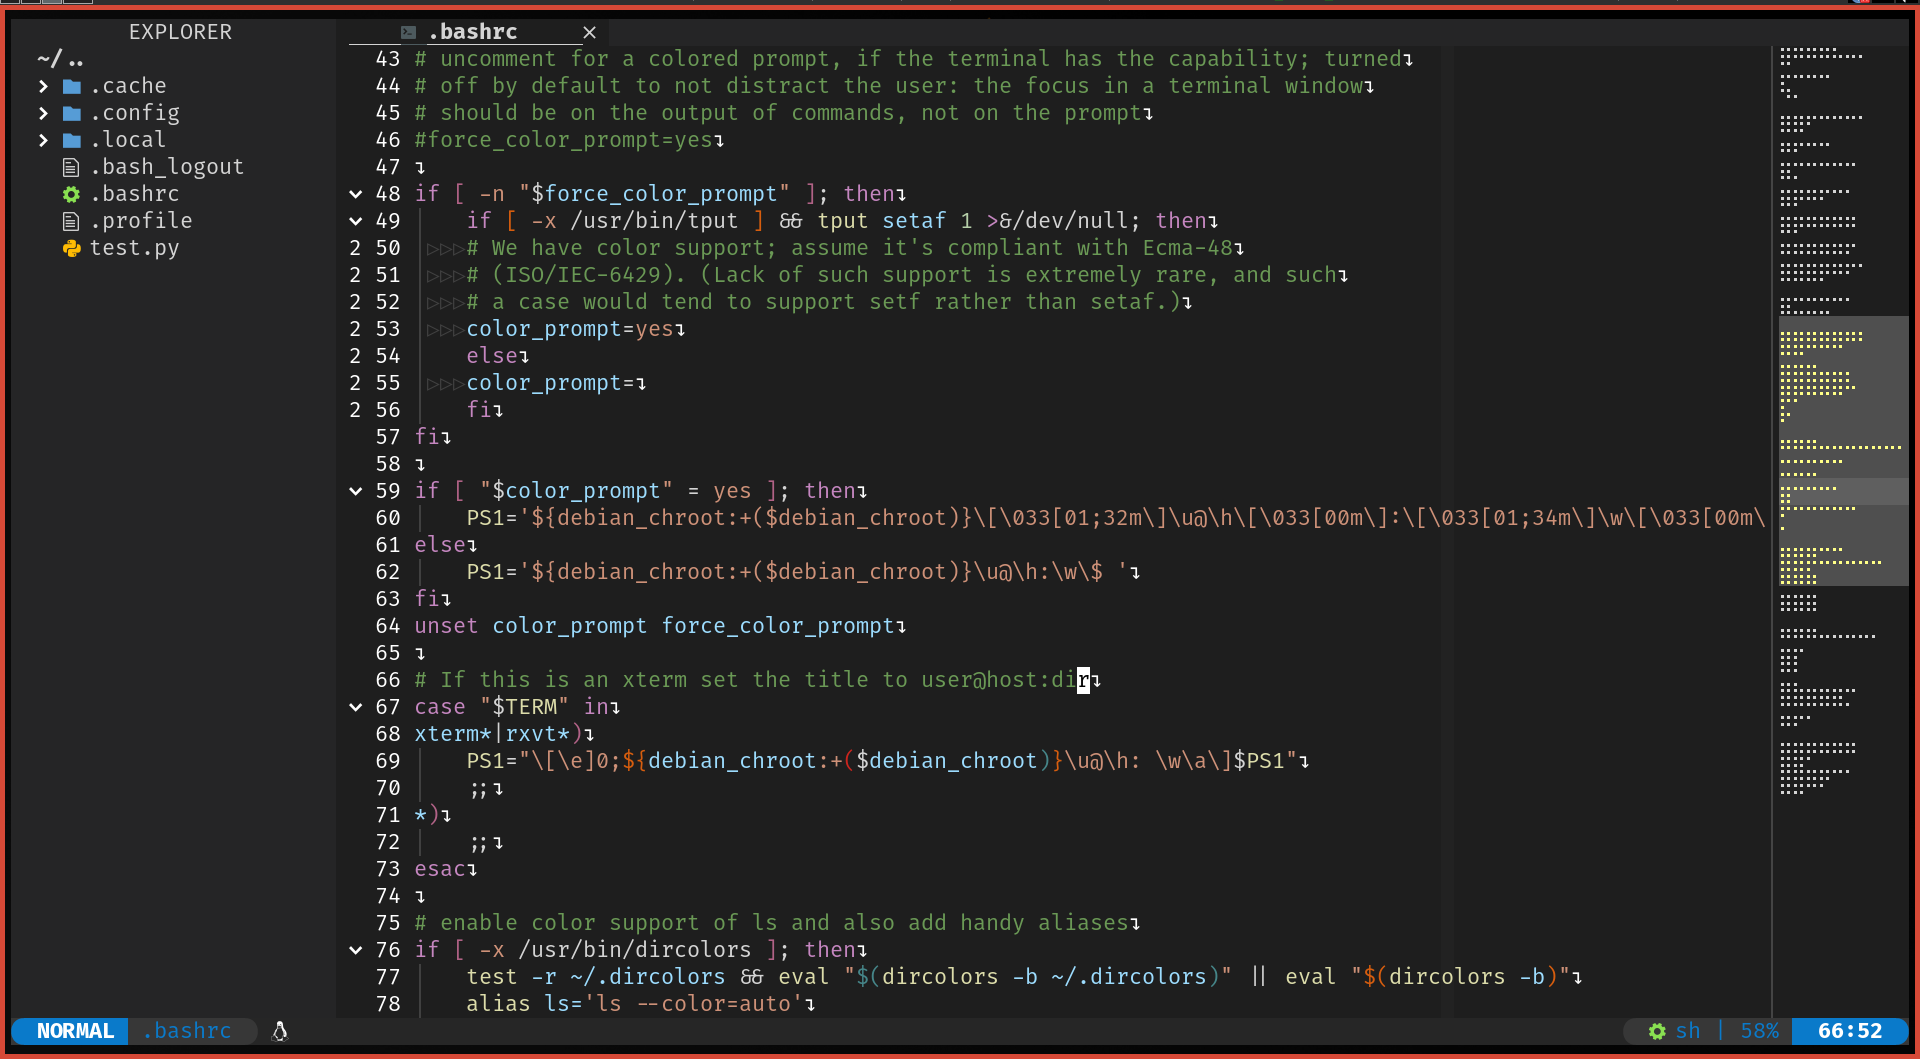 EXPLORER
~/..
.cache
.config
.local
.bash_logout
.bashrc
.profile
test.py
.bashrc ×
43 # uncomment for a colored prompt, if the terminal has the capability; turned↴
44 # off by default to not distract the user: the focus in a terminal window↴
45 # should be on the output of commands, not on the prompt↴
46 #force_color_prompt=yes↴
47 ↴
48 if [ -n "$force_color_prompt" ]; then↴
49     if [ -x /usr/bin/tput ] && tput setaf 1 >&/dev/null; then↴
2 50 ▷▷▷# We have color support; assume it's compliant with Ecma-48↴
2 51 ▷▷▷# (ISO/IEC-6429). (Lack of such support is extremely rare, and such↴
2 52 ▷▷▷# a case would tend to support setf rather than setaf.)↴
2 53 ▷▷▷color_prompt=yes↴
2 54     else↴
2 55 ▷▷▷color_prompt=↴
2 56     fi↴
57 fi↴
58 ↴
59 if [ "$color_prompt" = yes ]; then↴
60     PS1='${debian_chroot:+($debian_chroot)}\[\033[01;32m\]\u@\h\[\033[00m\]:\[\033[01;34m\]\w\[\033[00m\
61 else↴
62     PS1='${debian_chroot:+($debian_chroot)}\u@\h:\w\$ '↴
63 fi↴
64 unset color_prompt force_color_prompt↴
65 ↴
66 # If this is an xterm set the title to user@host:dir↴
67 case "$TERM" in↴
68 xterm*|rxvt*)↴
69     PS1="\[\e]0;${debian_chroot:+($debian_chroot)}\u@\h: \w\a\]$PS1"↴
70     ;;↴
71 *)↴
72     ;;↴
73 esac↴
74 ↴
75 # enable color support of ls and also add handy aliases↴
76 if [ -x /usr/bin/dircolors ]; then↴
77     test -r ~/.dircolors && eval "$(dircolors -b ~/.dircolors)" || eval "$(dircolors -b)"↴
78     alias ls='ls --color=auto'↴
NORMAL .bashrc
sh | 58% 66:52